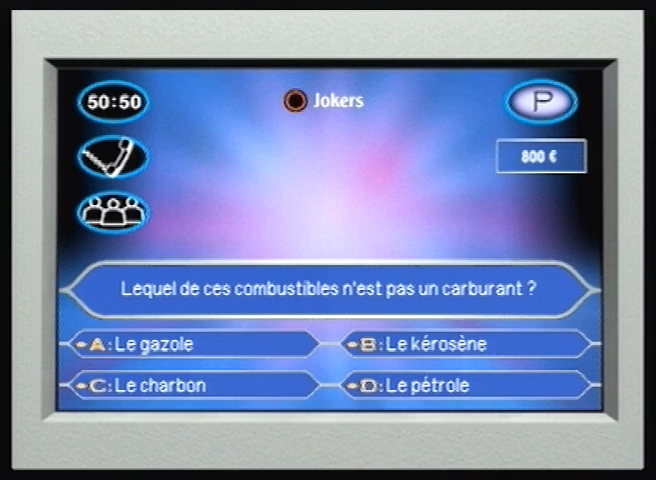 50:50
Jokers
P
800 €
Lequel de ces combustibles n'est pas un carburant ?
A: Le gazole
B: Le kérosène
C: Le charbon
D: Le pétrole